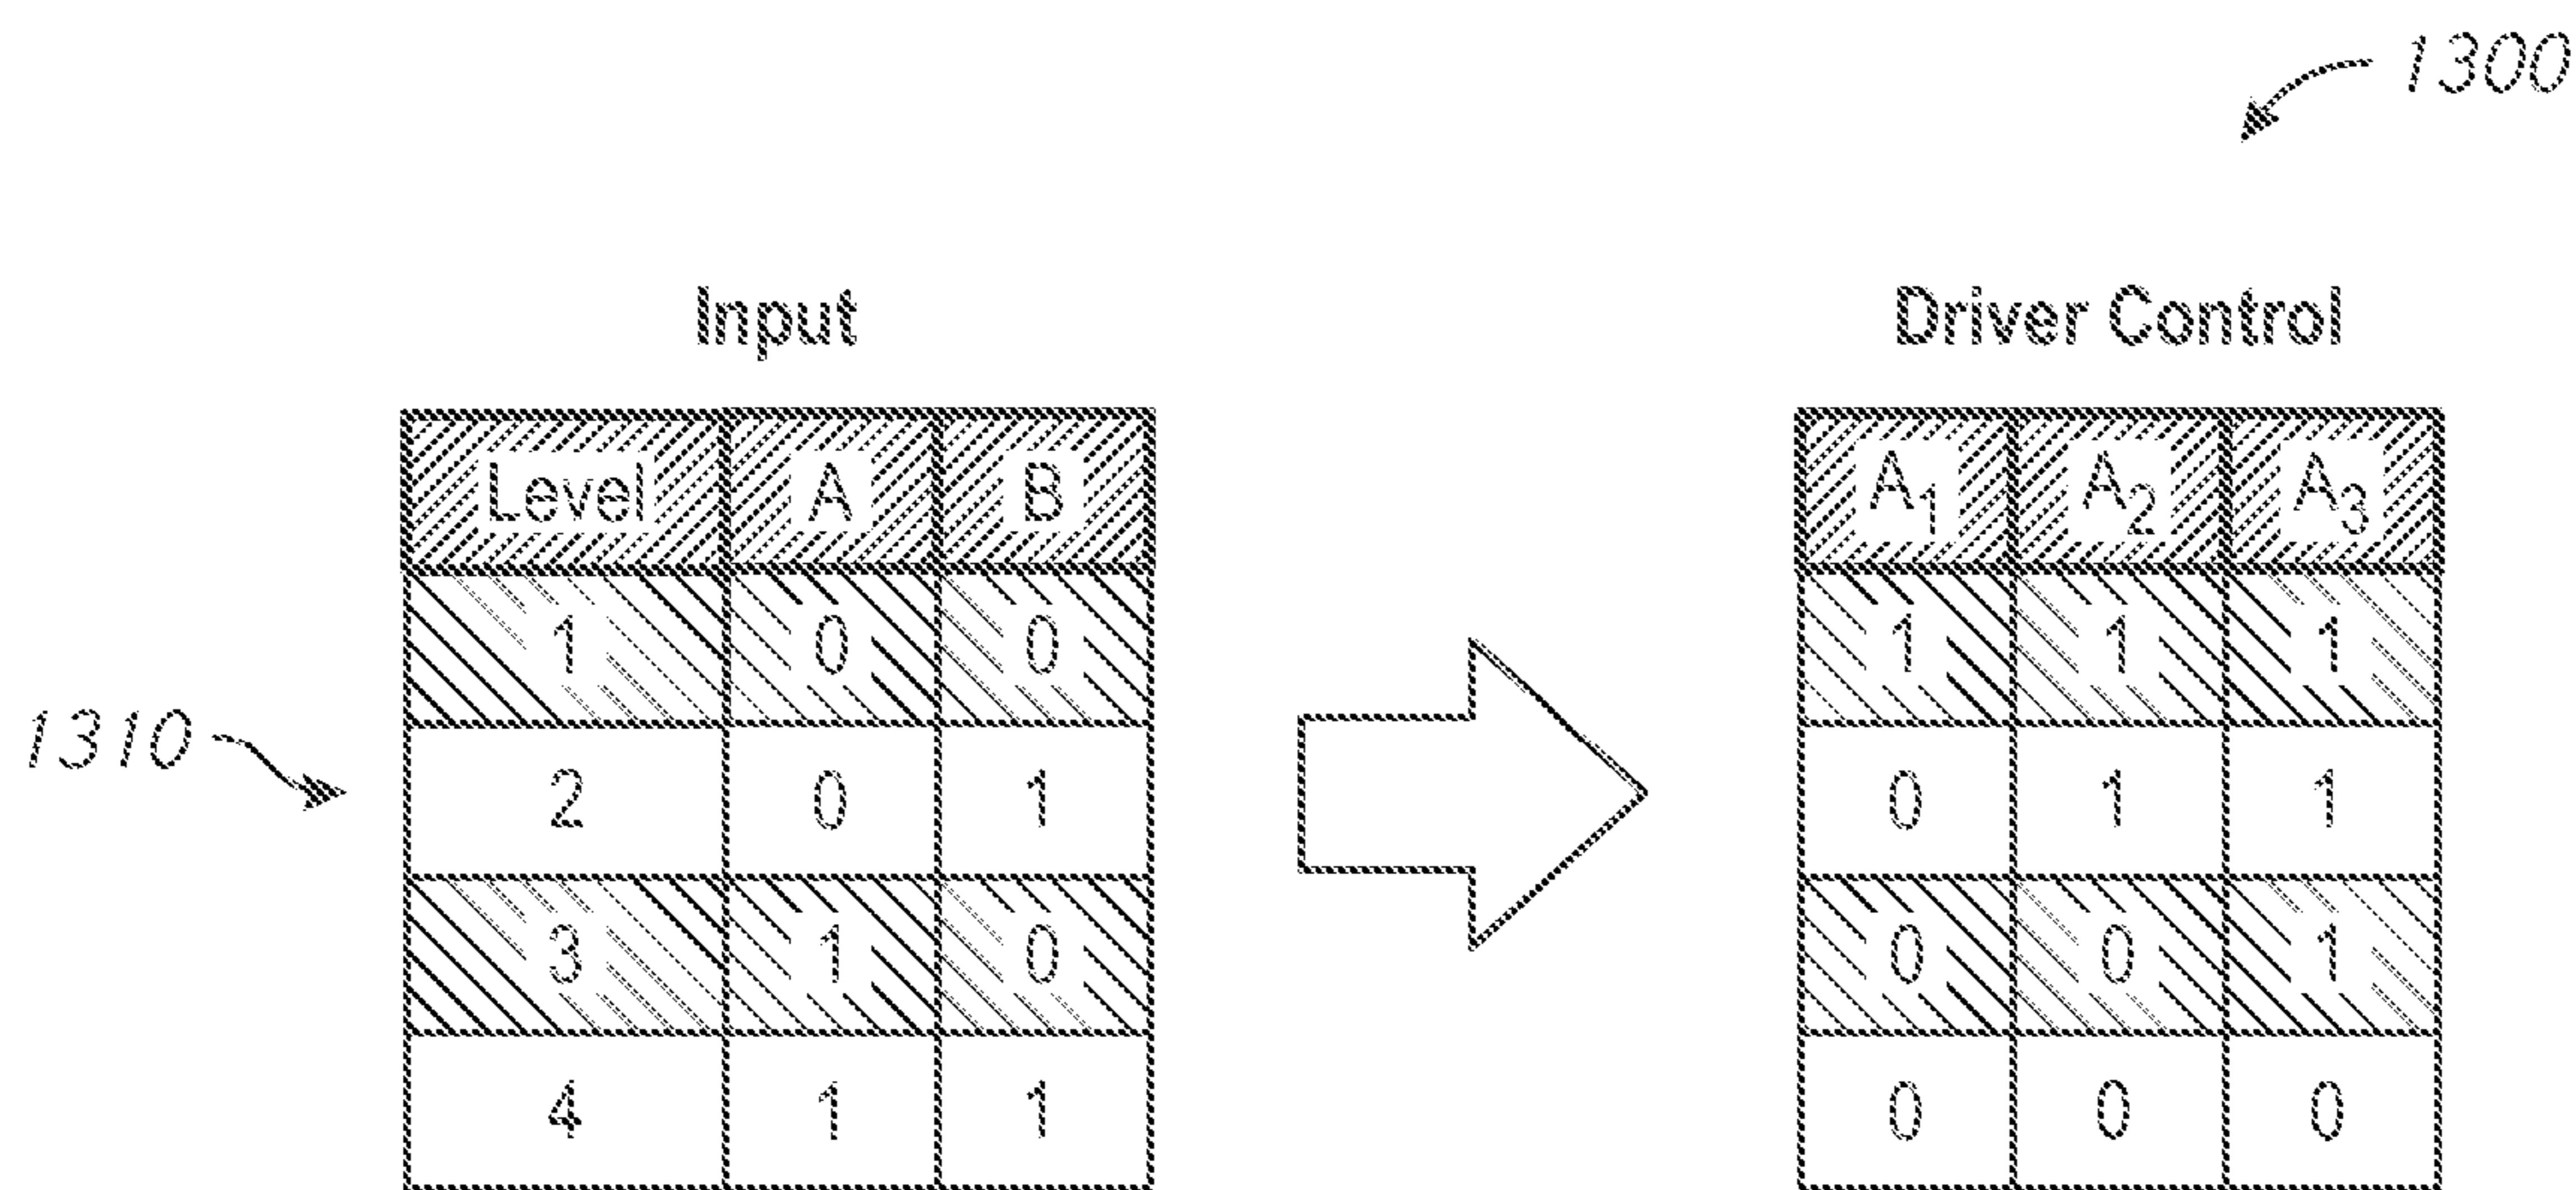 1300
Input
Driver Control
Level A B
A1 A2 A3
1 0 0
1 1 1
1310
2 0 1
0 1 1
3 1 0
0 0 1
4 1 1
0 0 0